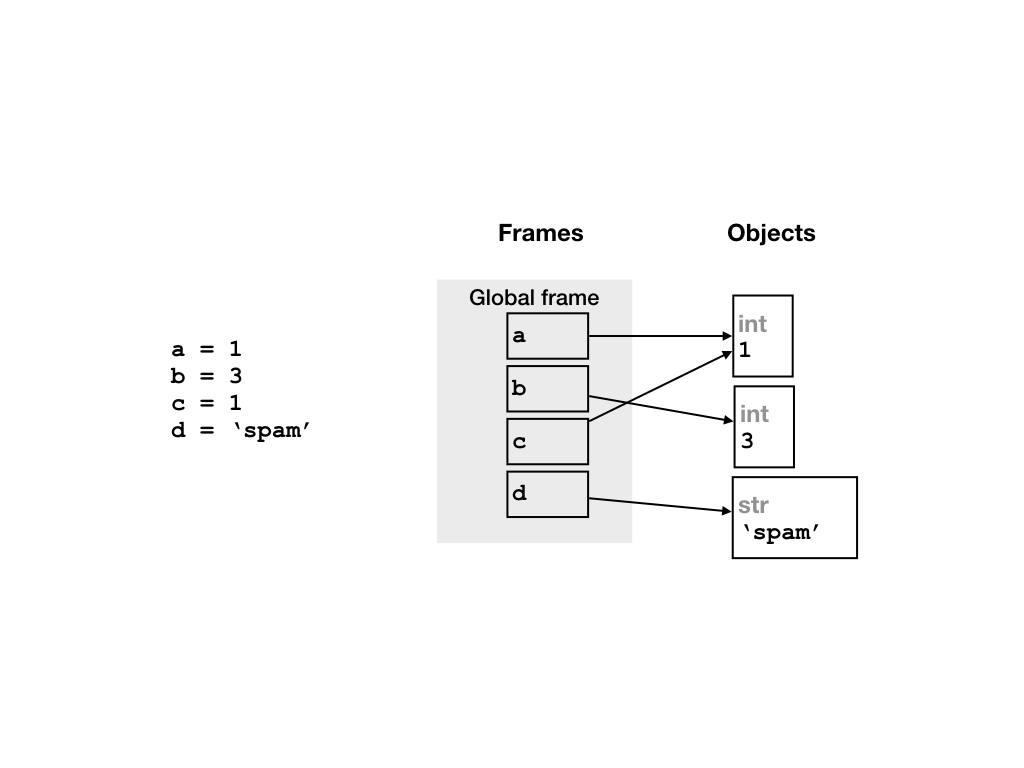 Frames
Objects
a = 1
b = 3
c = 1
d = ‘spam’
Global frame
a
b
c
d
int
1
int
3
str
‘spam’